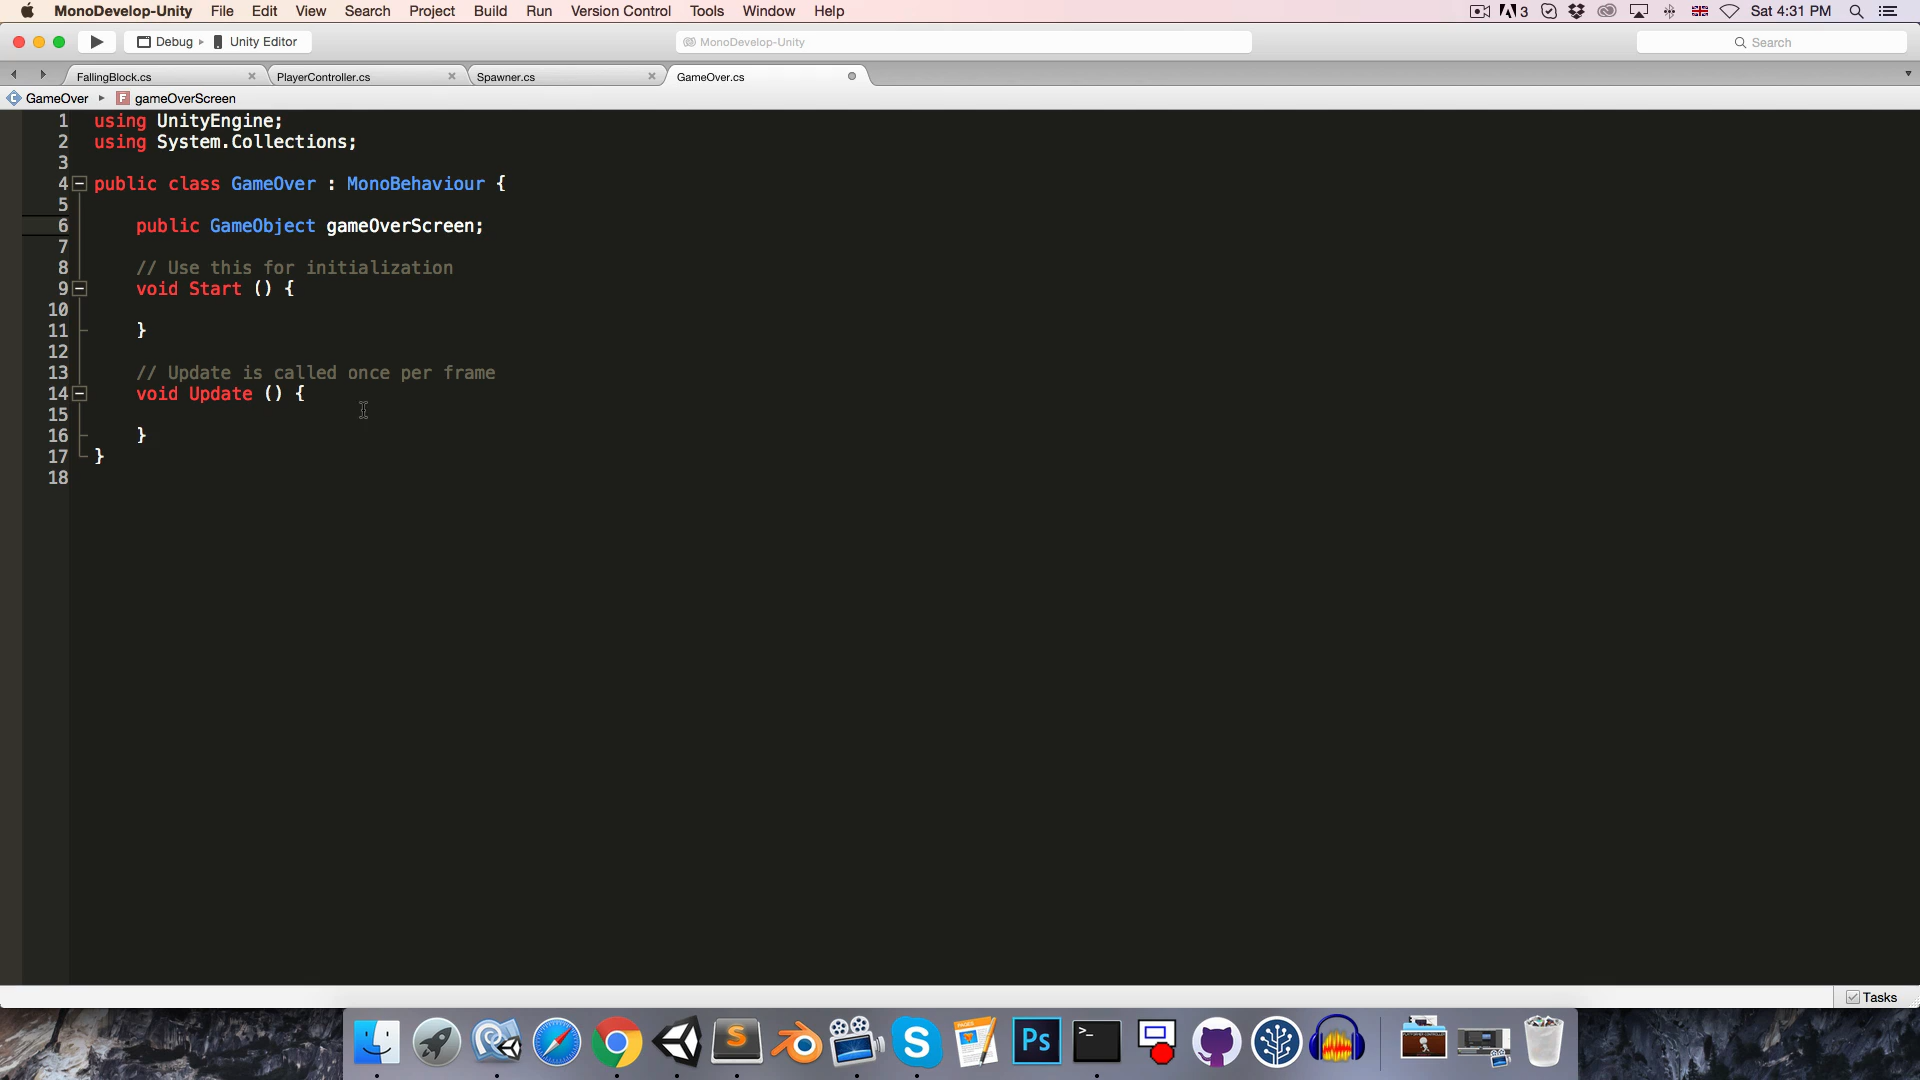 MonoDevelop-Unity File Edit View Search Project Build Run Version Control Tools Window Help 3 Sat 4:31 PM
Debug Unity Editor MonoDevelop-Unity Search
FallingBlock.cs PlayerController.cs Spawner.cs GameOver.cs
GameOver gameOverScreen
1 using UnityEngine;
2 using System.Collections;
3
4 public class GameOver : MonoBehaviour {
5
6 public GameObject gameOverScreen;
7
8 // Use this for initialization
9 void Start () {
10
11 }
12
13 // Update is called once per frame
14 void Update () {
15
16 }
17 }
18
Tasks
PAGES
Ps